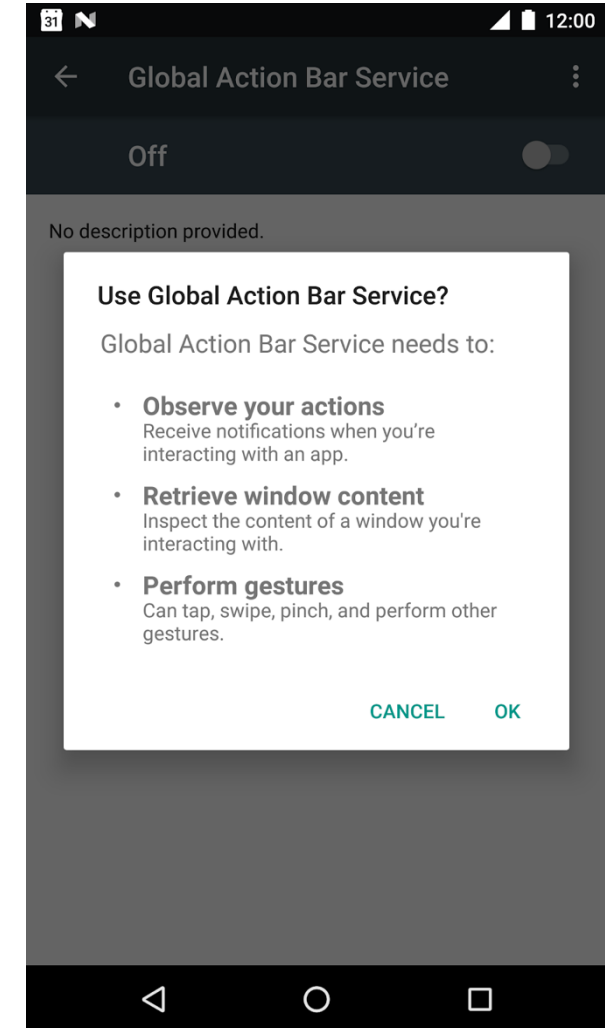 31 N 12:00
Global Action Bar Service
Off
No description provided.
Use Global Action Bar Service?
Global Action Bar Service needs to:
• Observe your actions
Receive notifications when you’re
interacting with an app.
• Retrieve window content
Inspect the content of a window you're
interacting with.
• Perform gestures
Can tap, swipe, pinch, and perform other
gestures.
CANCEL OK